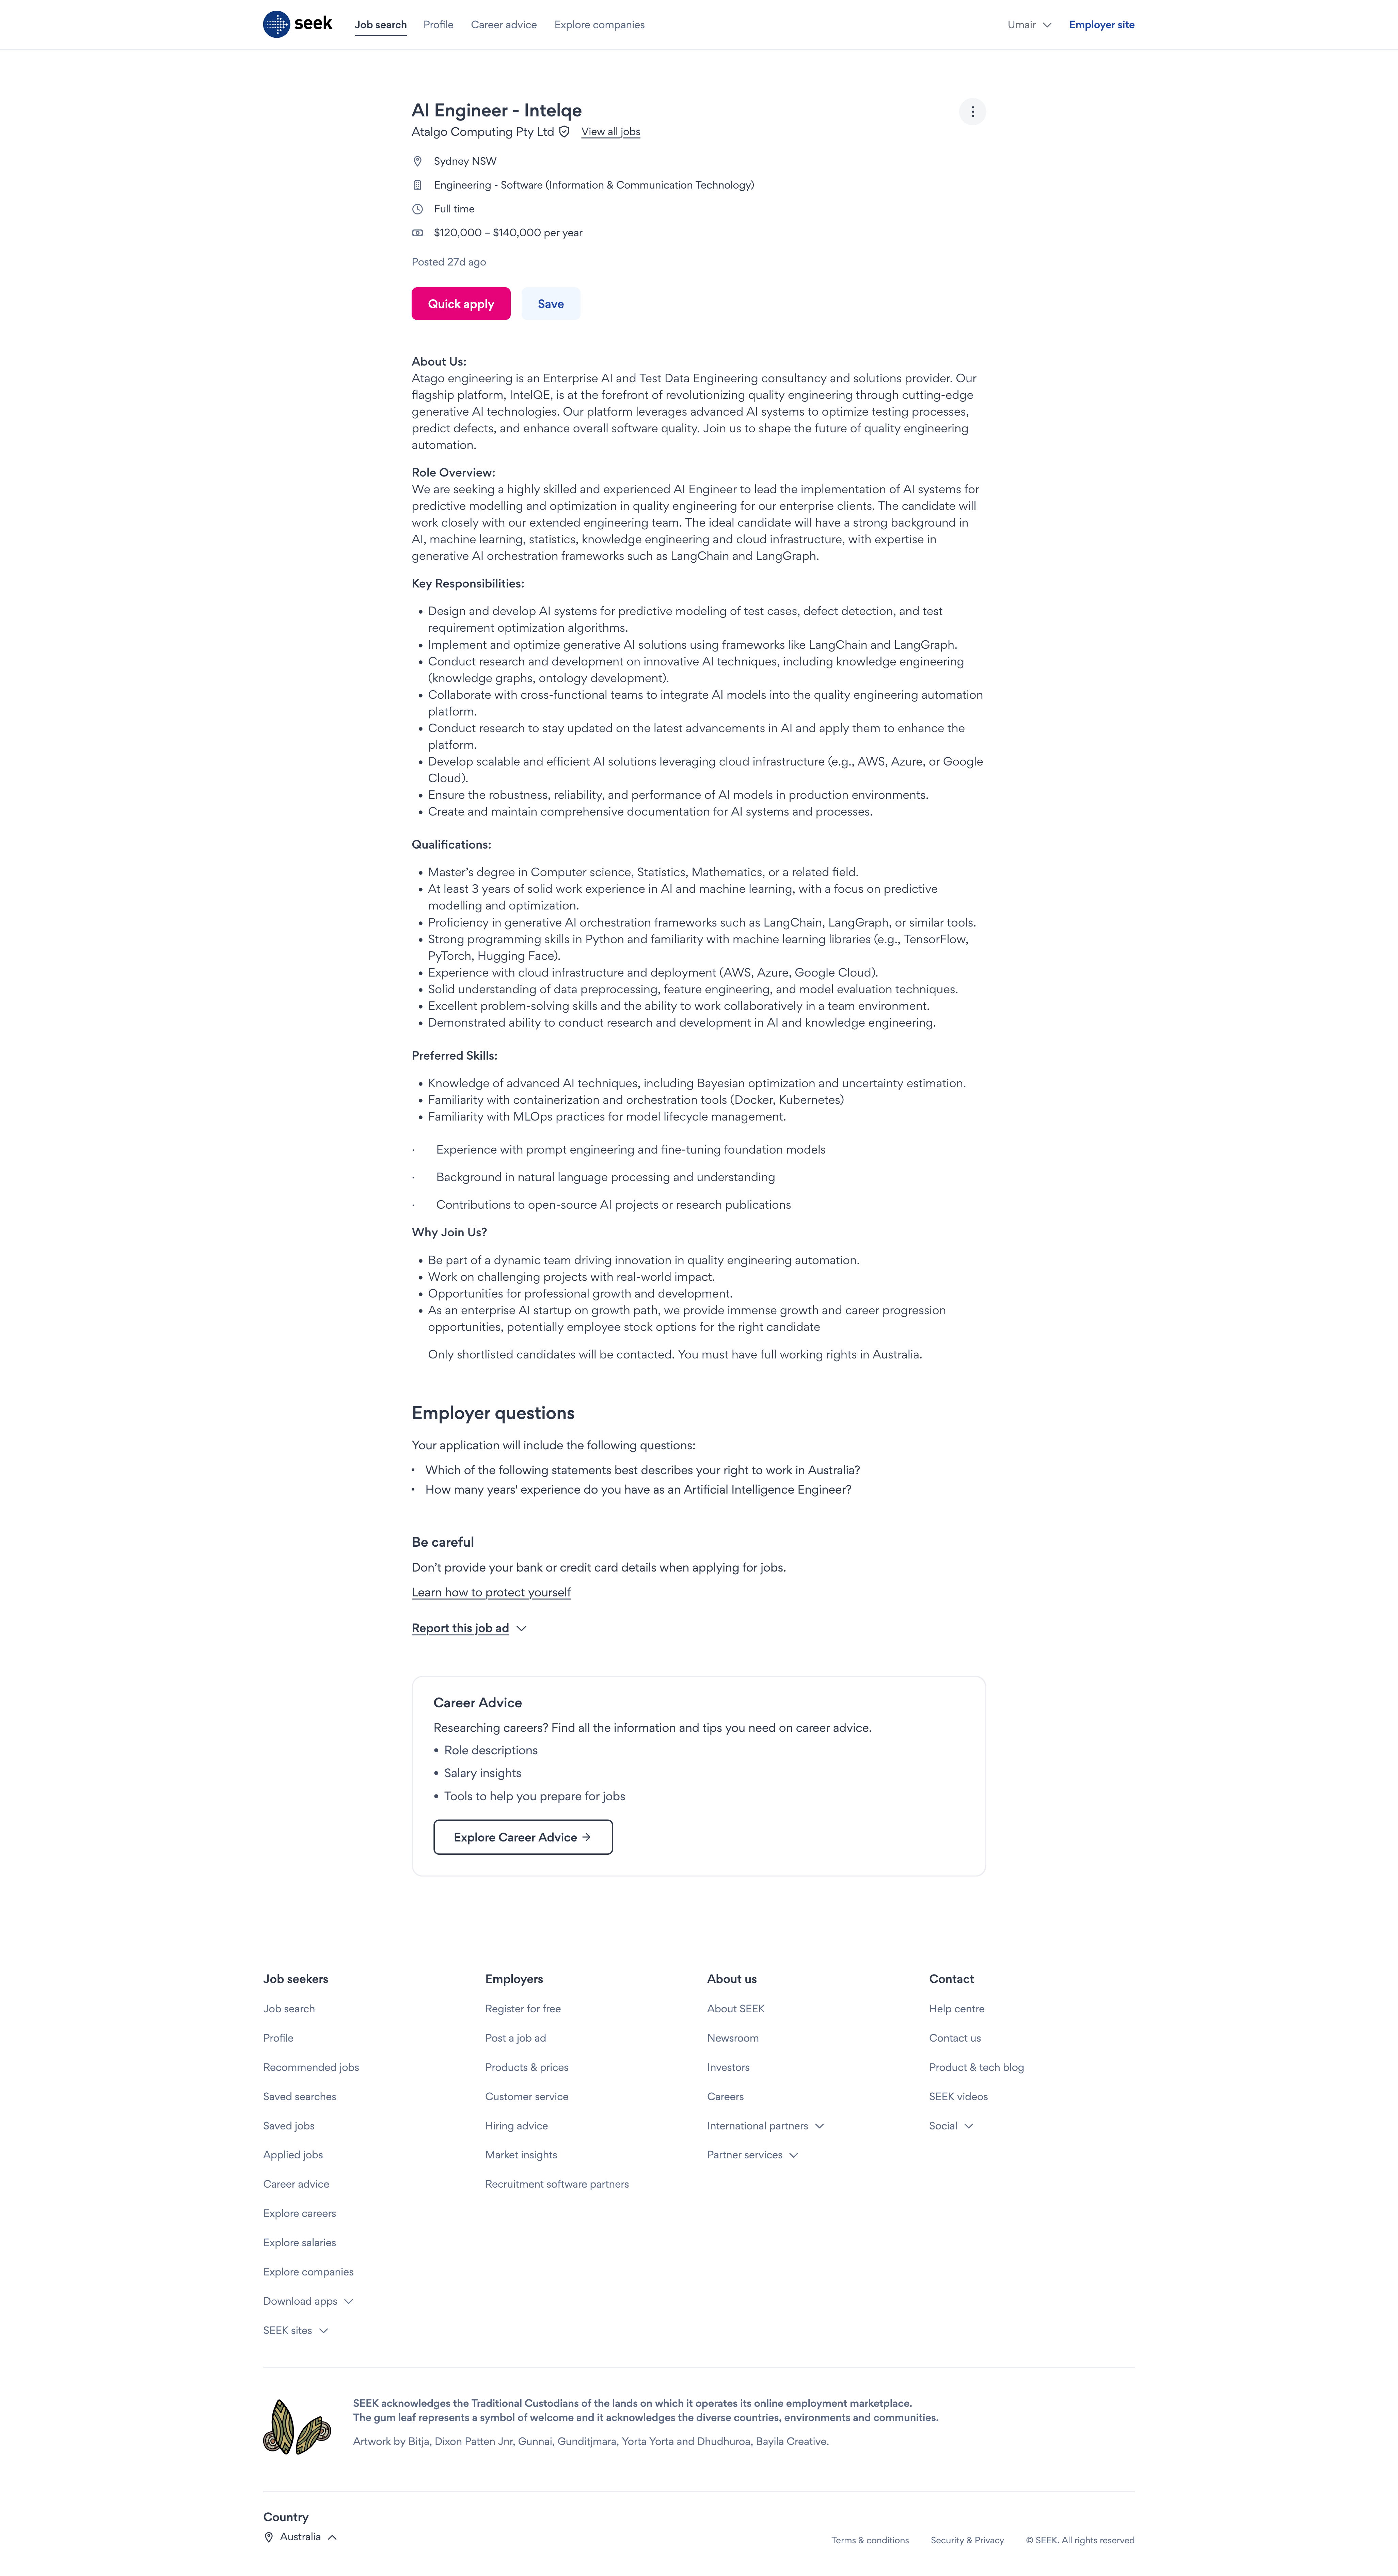 seek
Job search
Profile
Career advice
Explore companies
Umair
Employer site
AI Engineer - Intelqe
Atalgo Computing Pty Ltd
View all jobs
Sydney NSW
Engineering - Software (Information & Communication Technology)
Full time
$120,000 – $140,000 per year
Posted 27d ago
Quick apply
Save
About Us:
Atago engineering is an Enterprise AI and Test Data Engineering consultancy and solutions provider. Our
flagship platform, IntelQE, is at the forefront of revolutionizing quality engineering through cutting-edge
generative AI technologies. Our platform leverages advanced AI systems to optimize testing processes,
predict defects, and enhance overall software quality. Join us to shape the future of quality engineering
automation.
Role Overview:
We are seeking a highly skilled and experienced AI Engineer to lead the implementation of AI systems for
predictive modelling and optimization in quality engineering for our enterprise clients. The candidate will
work closely with our extended engineering team. The ideal candidate will have a strong background in
AI, machine learning, statistics, knowledge engineering and cloud infrastructure, with expertise in
generative AI orchestration frameworks such as LangChain and LangGraph.
Key Responsibilities:
• Design and develop AI systems for predictive modeling of test cases, defect detection, and test
requirement optimization algorithms.
• Implement and optimize generative AI solutions using frameworks like LangChain and LangGraph.
• Conduct research and development on innovative AI techniques, including knowledge engineering
(knowledge graphs, ontology development).
• Collaborate with cross-functional teams to integrate AI models into the quality engineering automation
platform.
• Conduct research to stay updated on the latest advancements in AI and apply them to enhance the
platform.
• Develop scalable and efficient AI solutions leveraging cloud infrastructure (e.g., AWS, Azure, or Google
Cloud).
• Ensure the robustness, reliability, and performance of AI models in production environments.
• Create and maintain comprehensive documentation for AI systems and processes.
Qualifications:
• Master’s degree in Computer science, Statistics, Mathematics, or a related field.
• At least 3 years of solid work experience in AI and machine learning, with a focus on predictive
modelling and optimization.
• Proficiency in generative AI orchestration frameworks such as LangChain, LangGraph, or similar tools.
• Strong programming skills in Python and familiarity with machine learning libraries (e.g., TensorFlow,
PyTorch, Hugging Face).
• Experience with cloud infrastructure and deployment (AWS, Azure, Google Cloud).
• Solid understanding of data preprocessing, feature engineering, and model evaluation techniques.
• Excellent problem-solving skills and the ability to work collaboratively in a team environment.
• Demonstrated ability to conduct research and development in AI and knowledge engineering.
Preferred Skills:
• Knowledge of advanced AI techniques, including Bayesian optimization and uncertainty estimation.
• Familiarity with containerization and orchestration tools (Docker, Kubernetes)
• Familiarity with MLOps practices for model lifecycle management.
· Experience with prompt engineering and fine-tuning foundation models
· Background in natural language processing and understanding
· Contributions to open-source AI projects or research publications
Why Join Us?
• Be part of a dynamic team driving innovation in quality engineering automation.
• Work on challenging projects with real-world impact.
• Opportunities for professional growth and development.
• As an enterprise AI startup on growth path, we provide immense growth and career progression
opportunities, potentially employee stock options for the right candidate
Only shortlisted candidates will be contacted. You must have full working rights in Australia.
Employer questions
Your application will include the following questions:
• Which of the following statements best describes your right to work in Australia?
• How many years' experience do you have as an Artificial Intelligence Engineer?
Be careful
Don’t provide your bank or credit card details when applying for jobs.
Learn how to protect yourself
Report this job ad
Career Advice
Researching careers? Find all the information and tips you need on career advice.
• Role descriptions
• Salary insights
• Tools to help you prepare for jobs
Explore Career Advice →
Job seekers
Job search
Profile
Recommended jobs
Saved searches
Saved jobs
Applied jobs
Career advice
Explore careers
Explore salaries
Explore companies
Download apps
SEEK sites
Employers
Register for free
Post a job ad
Products & prices
Customer service
Hiring advice
Market insights
Recruitment software partners
About us
About SEEK
Newsroom
Investors
Careers
International partners
Partner services
Contact
Help centre
Contact us
Product & tech blog
SEEK videos
Social
SEEK acknowledges the Traditional Custodians of the lands on which it operates its online employment marketplace.
The gum leaf represents a symbol of welcome and it acknowledges the diverse countries, environments and communities.
Artwork by Bitja, Dixon Patten Jnr, Gunnai, Gunditjmara, Yorta Yorta and Dhudhuroa, Bayila Creative.
Country
Australia
Terms & conditions
Security & Privacy
© SEEK. All rights reserved